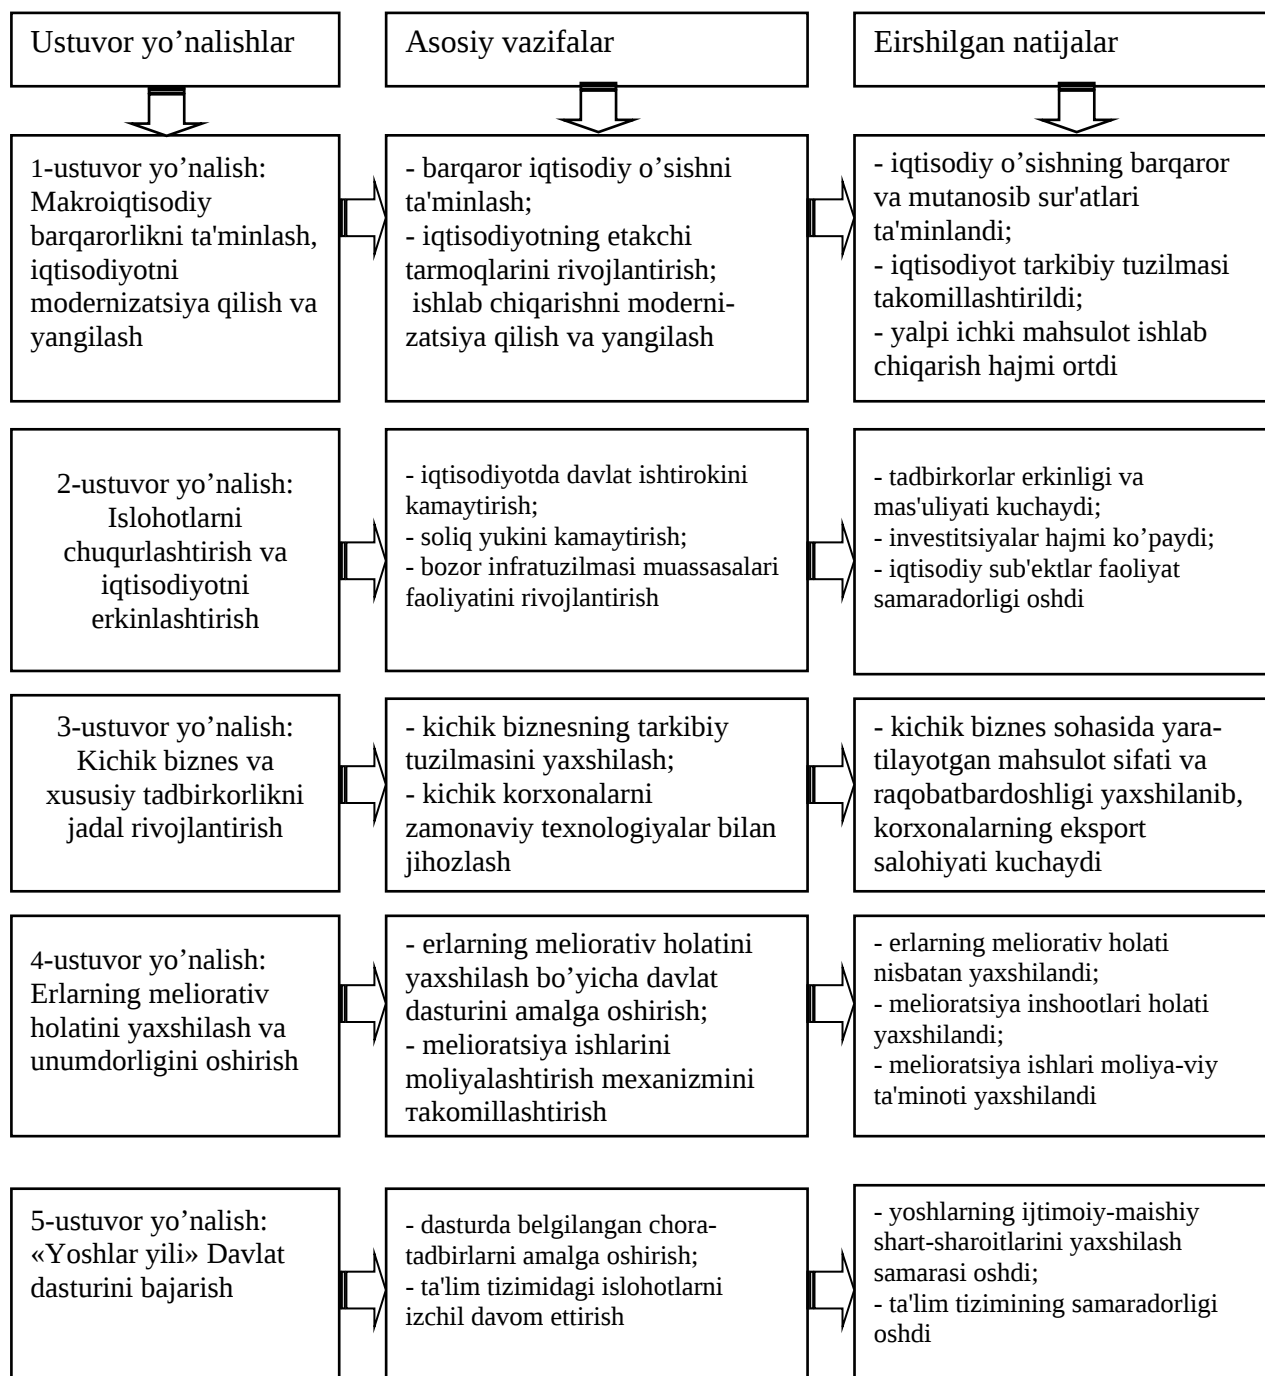 Ustuvor yo’nalishlar
Asosiy vazifalar
Eirshilgan natijalar
1-ustuvor yo’nalish:
Makroiqtisodiy
barqarorlikni ta'minlash,
iqtisodiyotni
modernizatsiya qilish va
yangilash
- barqaror iqtisodiy o’sishni
ta'minlash;
- iqtisodiyotning etakchi
tarmoqlarini rivojlantirish;
ishlab chiqarishni moderni-
zatsiya qilish va yangilash
- iqtisodiy o’sishning barqaror
va mutanosib sur'atlari
ta'minlandi;
- iqtisodiyot tarkibiy tuzilmasi
takomillashtirildi;
- yalpi ichki mahsulot ishlab
chiqarish hajmi ortdi
2-ustuvor yo’nalish:
Islohotlarni
chuqurlashtirish va
iqtisodiyotni
erkinlashtirish
- iqtisodiyotda davlat ishtirokini
kamaytirish;
- soliq yukini kamaytirish;
- bozor infratuzilmasi muassasalari
faoliyatini rivojlantirish
- tadbirkorlar erkinligi va
mas'uliyati kuchaydi;
- investitsiyalar hajmi ko’paydi;
- iqtisodiy sub'ektlar faoliyat
samaradorligi oshdi
3-ustuvor yo’nalish:
Kichik biznes va
xususiy tadbirkorlikni
jadal rivojlantirish
- kichik biznesning tarkibiy
tuzilmasini yaxshilash;
- kichik korxonalarni
zamonaviy texnologiyalar bilan
jihozlash
- kichik biznes sohasida yara-
tilayotgan mahsulot sifati va
raqobatbardoshligi yaxshilanib,
korxonalarning eksport
salohiyati kuchaydi
4-ustuvor yo’nalish:
Erlarning meliorativ
holatini yaxshilash va
unumdorligini oshirish
- erlarning meliorativ holatini
yaxshilash bo’yicha davlat
dasturini amalga oshirish;
- melioratsiya ishlarini
moliyalashtirish mexanizmini
тakomillashtirish
- erlarning meliorativ holati
nisbatan yaxshilandi;
- melioratsiya inshootlari holati
yaxshilandi;
- melioratsiya ishlari moliya-viy
ta'minoti yaxshilandi
5-ustuvor yo’nalish:
«Yoshlar yili» Davlat
dasturini bajarish
- dasturda belgilangan chora-
tadbirlarni amalga oshirish;
- ta'lim tizimidagi islohotlarni
izchil davom ettirish
- yoshlarning ijtimoiy-maishiy
shart-sharoitlarini yaxshilash
samarasi oshdi;
- ta'lim tizimining samaradorligi
oshdi